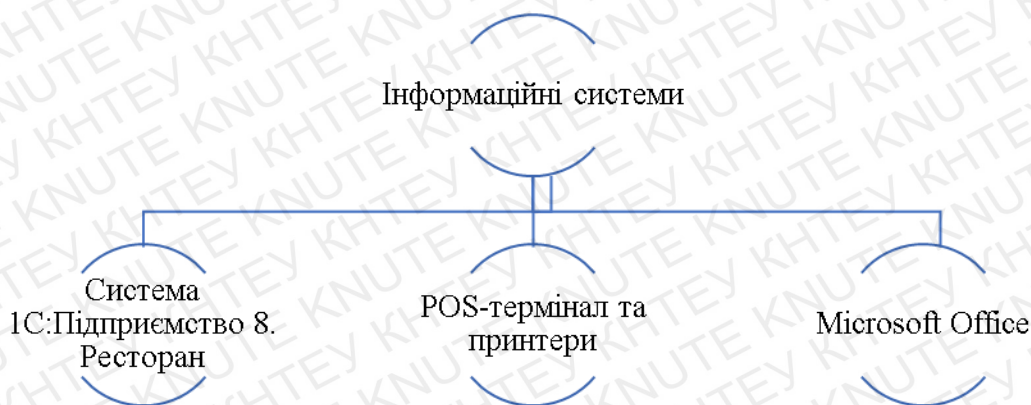 Інформаційні системи
Система
1С:Підприємство 8.
Ресторан
POS-термінал та
принтери
Microsoft Office